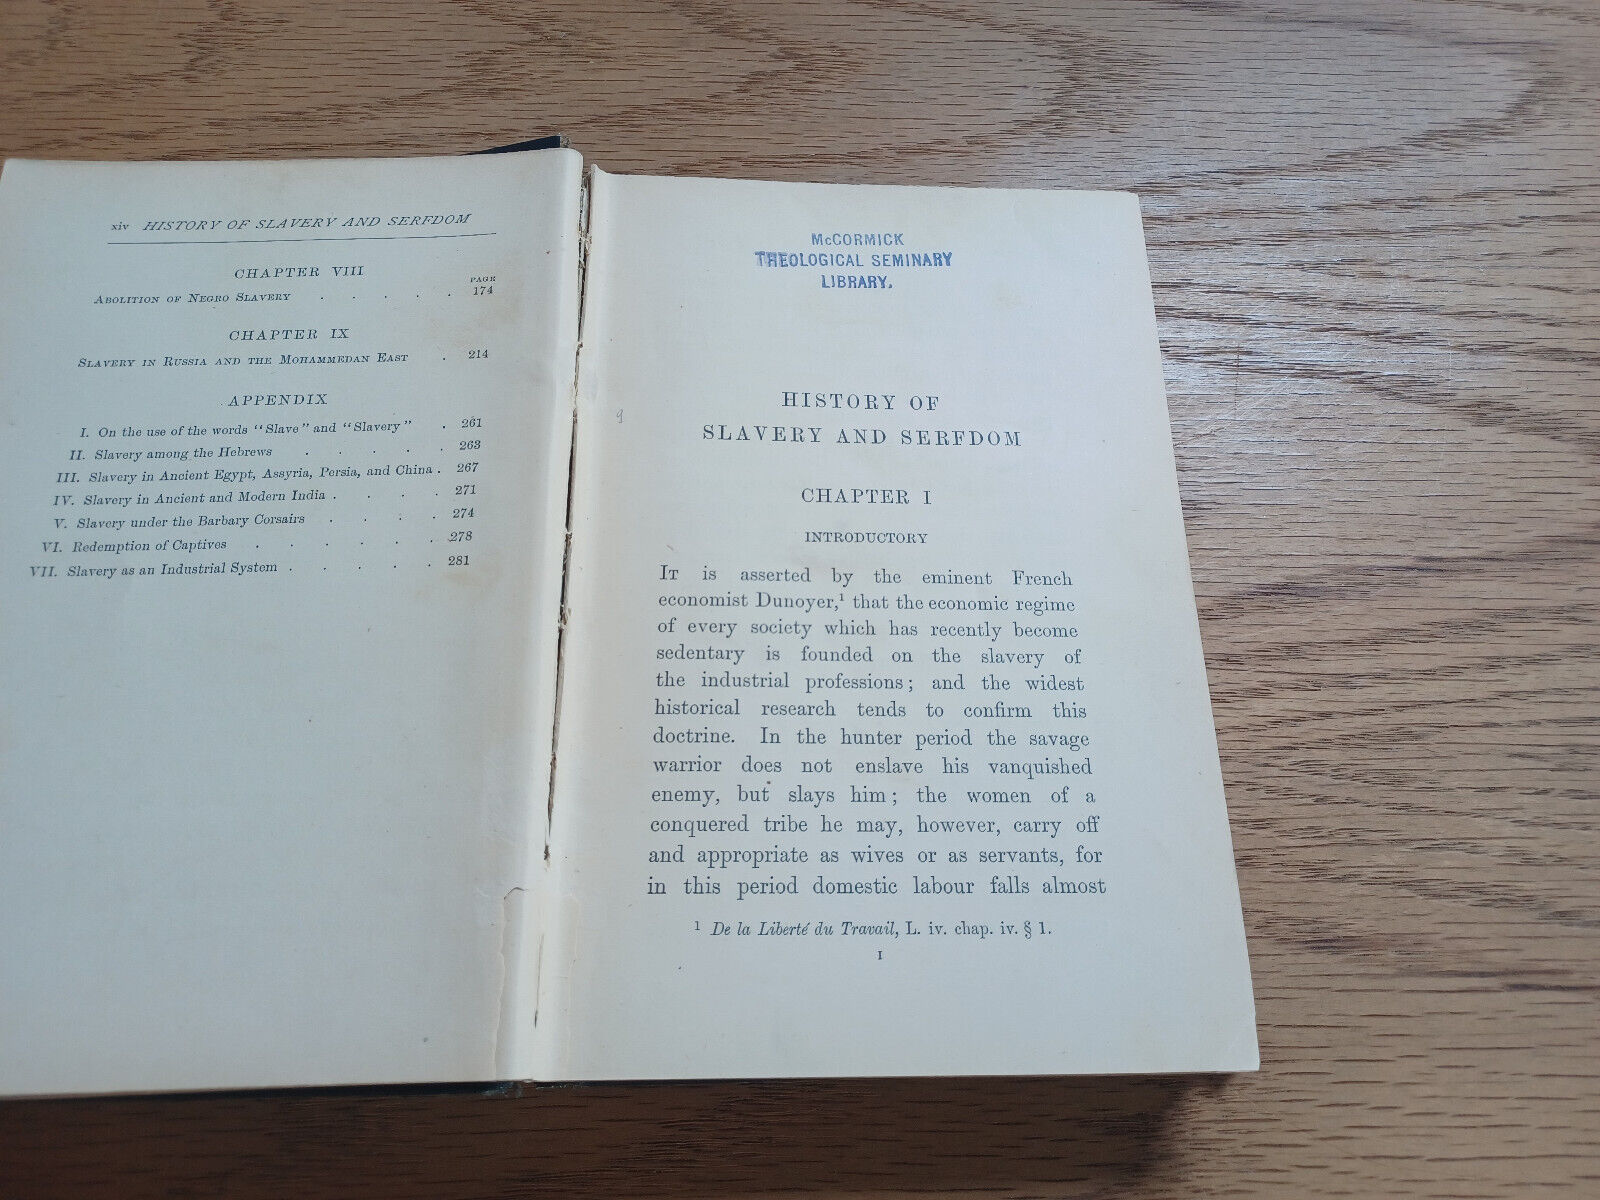 xiv HISTORY OF SLAVERY AND SERFDOM
CHAPTER VIII
PAGE
ABOLITION OF NEGRO SLAVERY . . . . . 174
CHAPTER IX
SLAVERY IN RUSSIA AND THE MOHAMMEDAN EAST . 214
APPENDIX
I. On the use of the words "Slave" and "Slavery" . 261
II. Slavery among the Hebrews . . . . . 263
III. Slavery in Ancient Egypt, Assyria, Persia, and China . 267
IV. Slavery in Ancient and Modern India . . . . 271
V. Slavery under the Barbary Corsairs . . . . 274
VI. Redemption of Captives . . . . . . 278
VII. Slavery as an Industrial System . . . . . 281
McCORMICK
THEOLOGICAL SEMINARY
LIBRARY.
9
HISTORY OF
SLAVERY AND SERFDOM
CHAPTER I
INTRODUCTORY
IT is asserted by the eminent French
economist Dunoyer,¹ that the economic regime
of every society which has recently become
sedentary is founded on the slavery of
the industrial professions; and the widest
historical research tends to confirm this
doctrine. In the hunter period the savage
warrior does not enslave his vanquished
enemy, but slays him; the women of a
conquered tribe he may, however, carry off
and appropriate as wives or as servants, for
in this period domestic labour falls almost
¹ De la Liberté du Travail, L. iv. chap. iv. § 1.
I